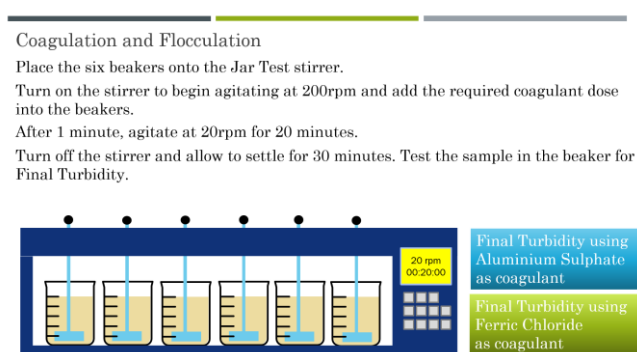 Coagulation and Flocculation
Place the six beakers onto the Jar Test stirrer.
Turn on the stirrer to begin agitating at 200rpm and add the required coagulant dose
into the beakers.
After 1 minute, agitate at 20rpm for 20 minutes.
Turn off the stirrer and allow to settle for 30 minutes. Test the sample in the beaker for
Final Turbidity.
20 rpm
00:20:00
Final Turbidity using
Aluminium Sulphate
as coagulant
Final Turbidity using
Ferric Chloride
as coagulant